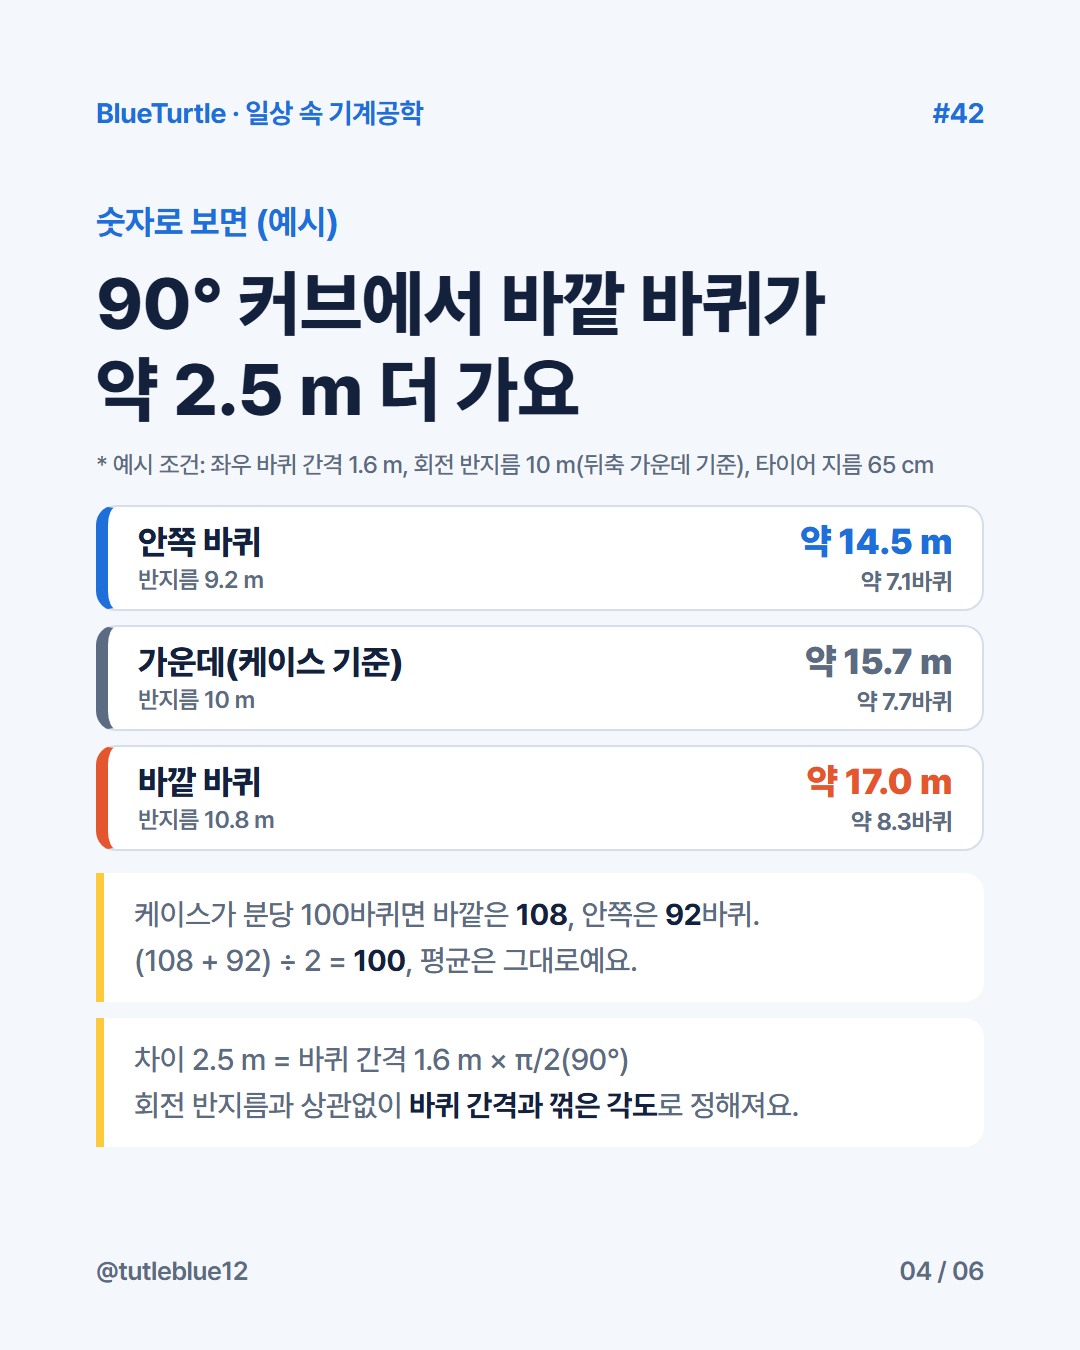 BlueTurtle · 일상 속 기계공학
#42
숫자로 보면 (예시)
90° 커브에서 바깥 바퀴가
약 2.5 m 더 가요
* 예시 조건: 좌우 바퀴 간격 1.6 m, 회전 반지름 10 m(뒤축 가운데 기준), 타이어 지름 65 cm
안쪽 바퀴
반지름 9.2 m
약 14.5 m
약 7.1바퀴
가운데(케이스 기준)
반지름 10 m
약 15.7 m
약 7.7바퀴
바깥 바퀴
반지름 10.8 m
약 17.0 m
약 8.3바퀴
케이스가 분당 100바퀴면 바깥은 108, 안쪽은 92바퀴.
(108 + 92) ÷ 2 = 100, 평균은 그대로예요.
차이 2.5 m = 바퀴 간격 1.6 m × π/2(90°)
회전 반지름과 상관없이 바퀴 간격과 꺾은 각도로 정해져요.
@tutleblue12
04 / 06